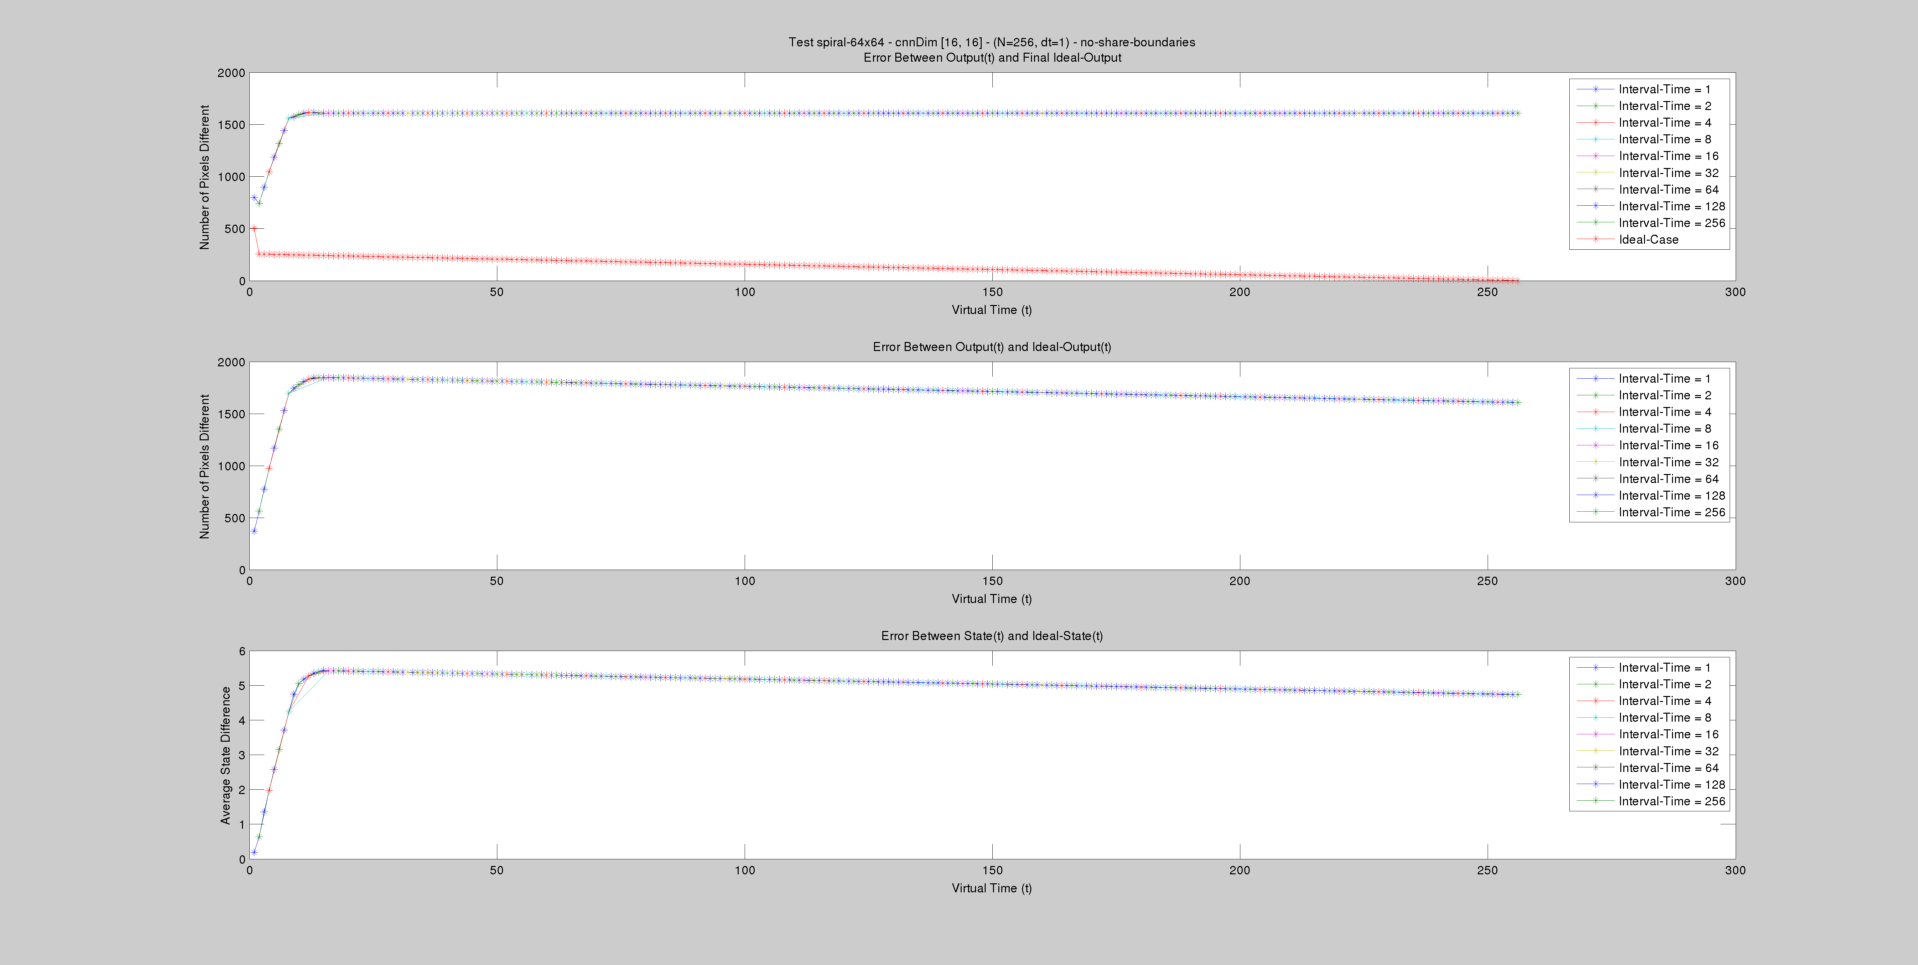 Test spiral-64x64 - cnnDim [16, 16] - (N=256, dt=1) - no-share-boundaries
Error Between Output(t) and Final Ideal-Output
Number of Pixels Different
2000
1500
1000
500
0
0 50 100 150 200 250 300
Virtual Time (t)
Interval-Time = 1
Interval-Time = 2
Interval-Time = 4
Interval-Time = 8
Interval-Time = 16
Interval-Time = 32
Interval-Time = 64
Interval-Time = 128
Interval-Time = 256
Ideal-Case
Error Between Output(t) and Ideal-Output(t)
Number of Pixels Different
2000
1500
1000
500
0
0 50 100 150 200 250 300
Virtual Time (t)
Interval-Time = 1
Interval-Time = 2
Interval-Time = 4
Interval-Time = 8
Interval-Time = 16
Interval-Time = 32
Interval-Time = 64
Interval-Time = 128
Interval-Time = 256
Error Between State(t) and Ideal-State(t)
Average State Difference
6
5
4
3
2
1
0
0 50 100 150 200 250 300
Virtual Time (t)
Interval-Time = 1
Interval-Time = 2
Interval-Time = 4
Interval-Time = 8
Interval-Time = 16
Interval-Time = 32
Interval-Time = 64
Interval-Time = 128
Interval-Time = 256